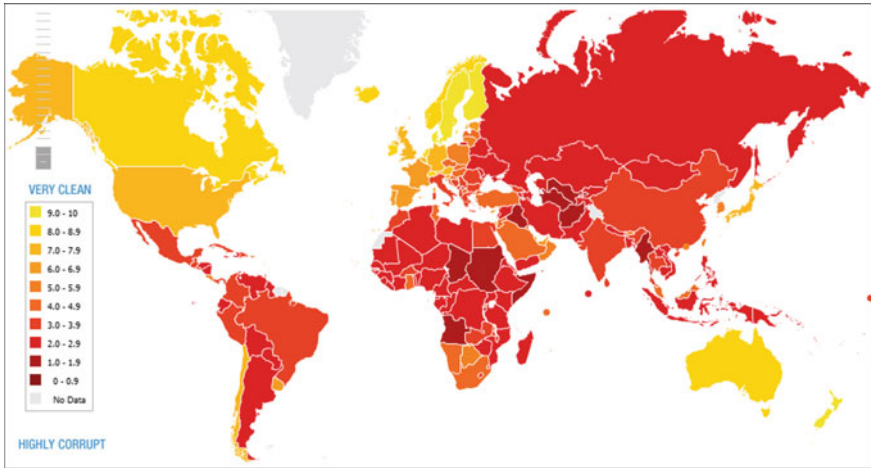 VERY CLEAN
9.0 - 10
8.0 - 8.9
7.0 - 7.9
6.0 - 6.9
5.0 - 5.9
4.0 - 4.9
3.0 - 3.9
2.0 - 2.9
1.0 - 1.9
0 - 0.9
No Data
HIGHLY CORRUPT